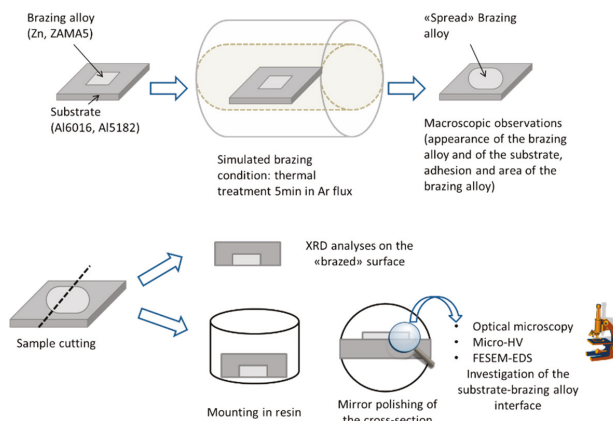 Brazing alloy
(Zn, ZAMA5)
Substrate
(Al6016, Al5182)
Simulated brazing
condition: thermal
treatment 5min in Ar flux
«Spread» Brazing
alloy
Macroscopic observations
(appearance of the brazing
alloy and of the substrate,
adhesion and area of the
brazing alloy)
Sample cutting
XRD analyses on the
«brazed» surface
Mounting in resin
Mirror polishing of
the cross-section
• Optical microscopy
• Micro-HV
• FESEM-EDS
Investigation of the
substrate-brazing alloy
interface